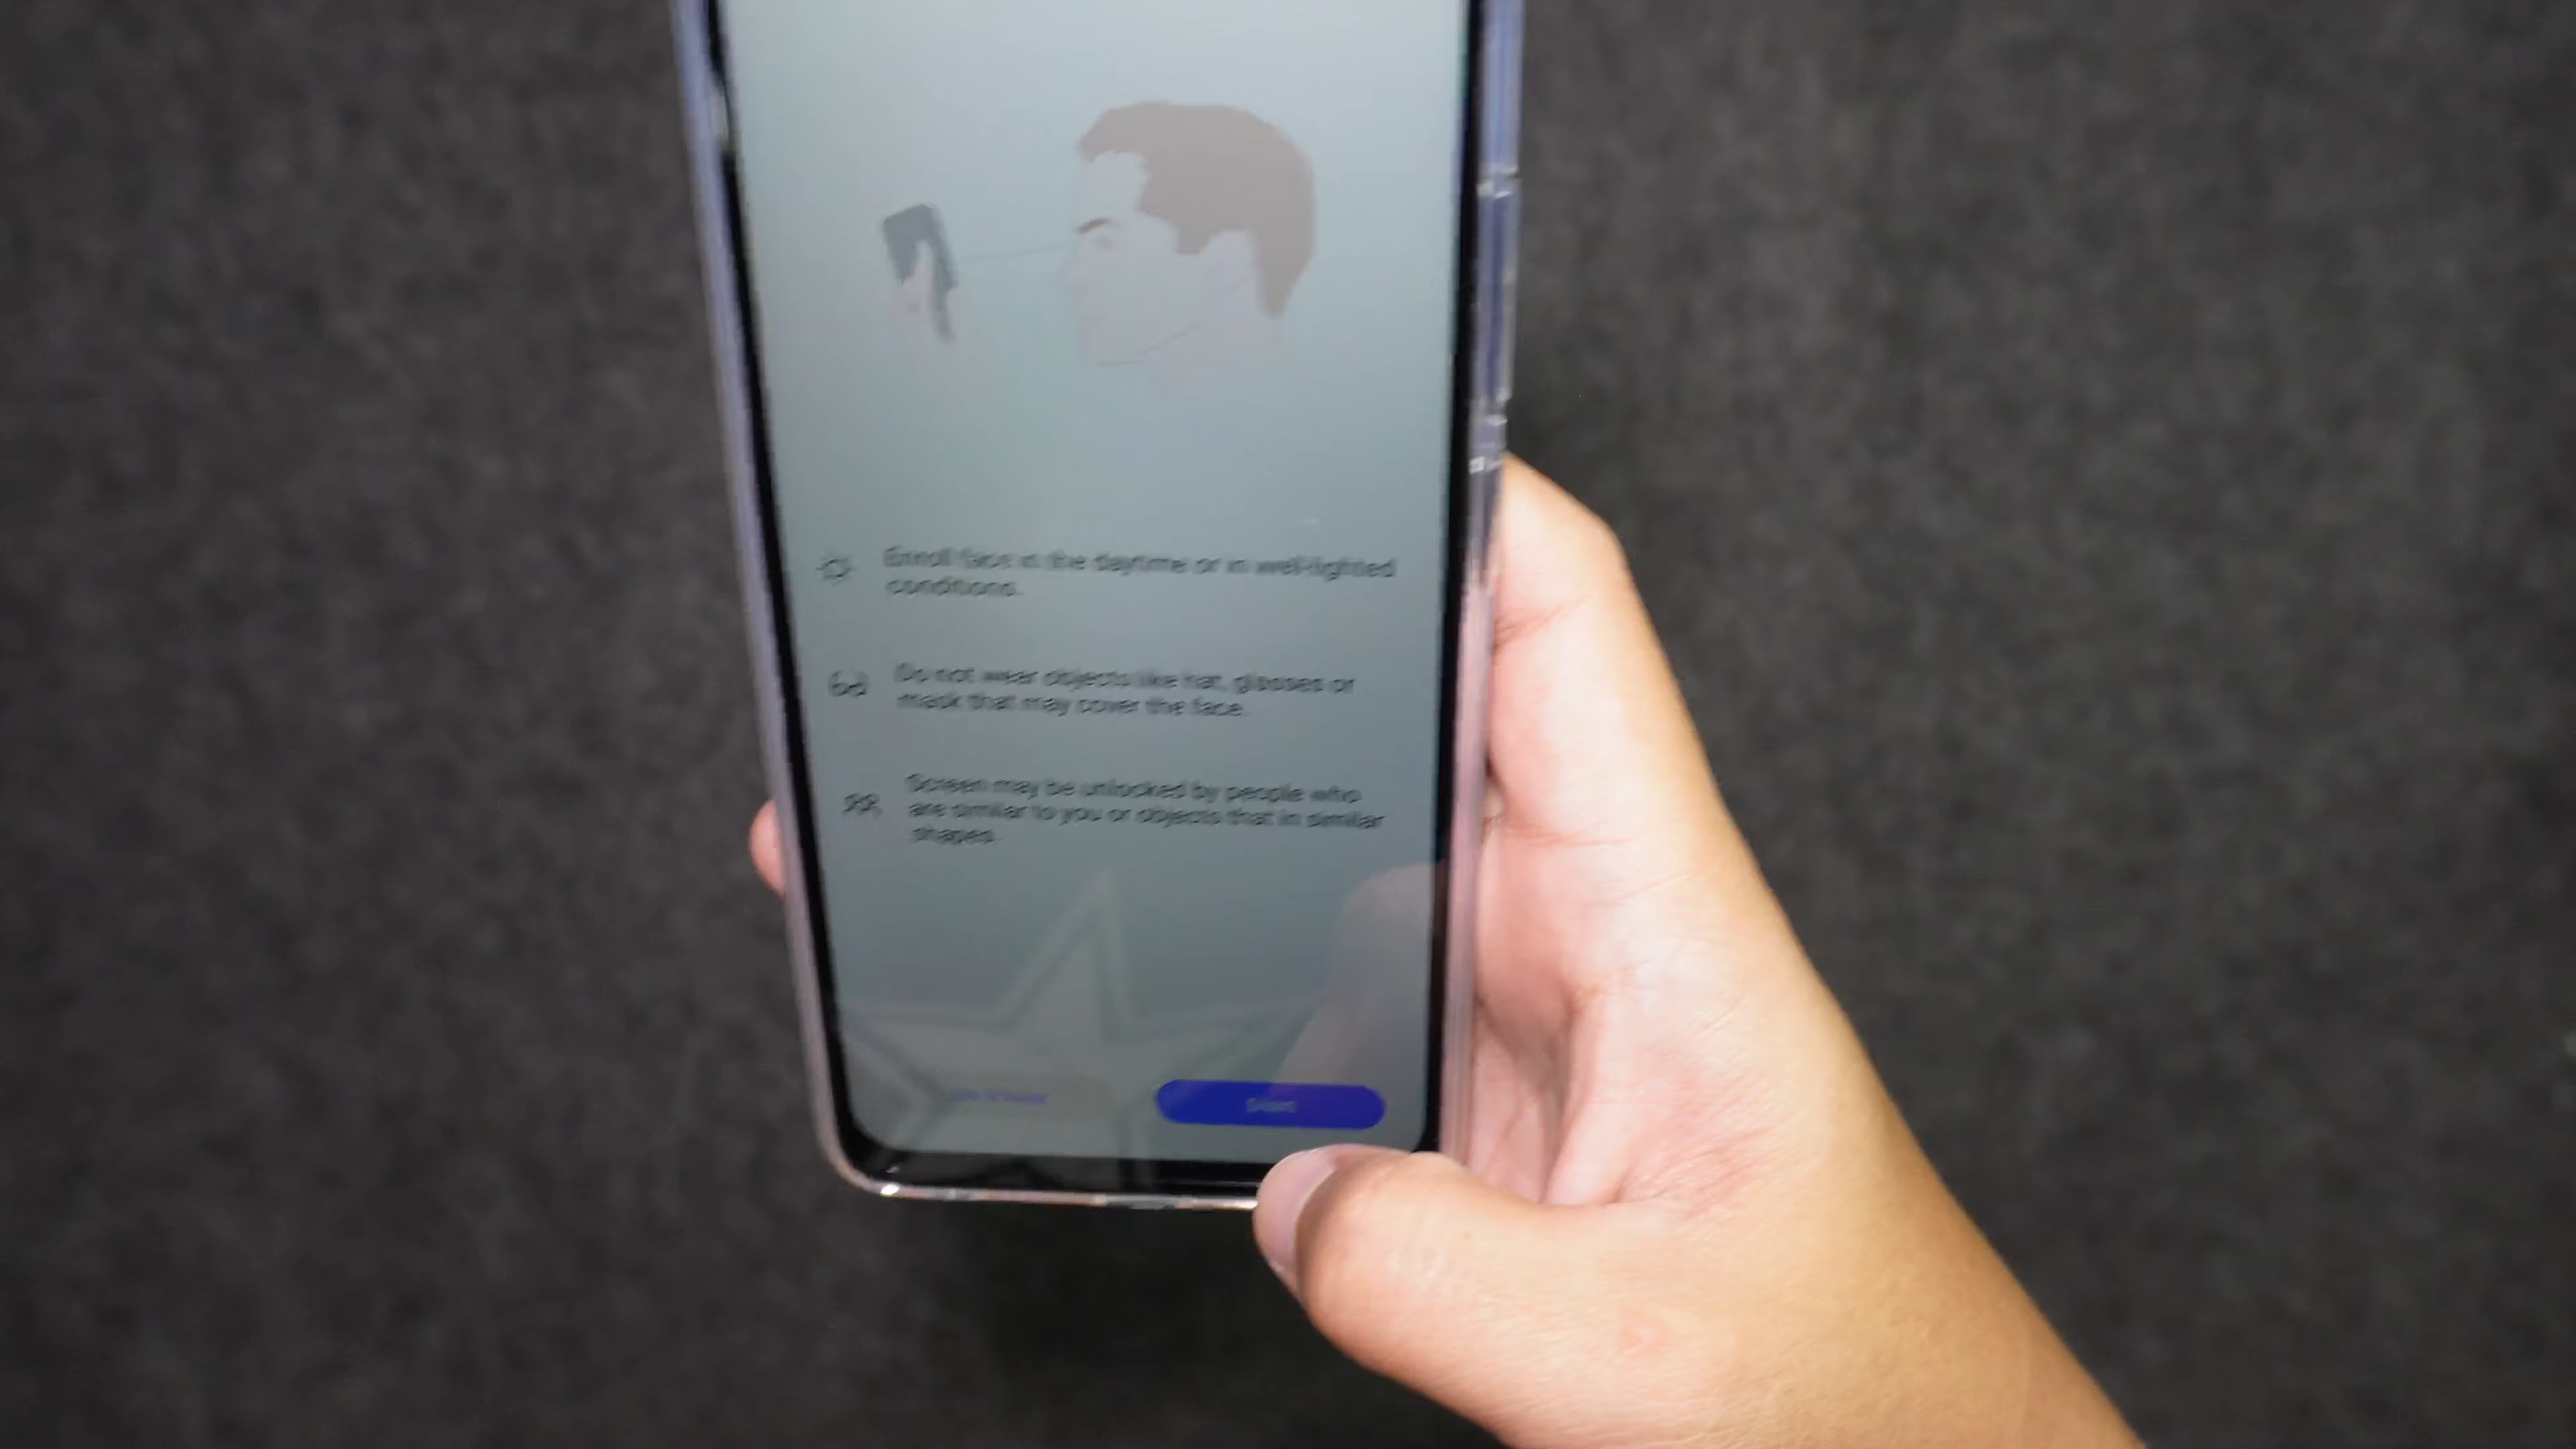 Enroll face in the daytime or in well-lighted
conditions.
Do not wear objects like hat, glasses or
mask that may cover the face.
Screen may be unlocked by people who
are similar to you or objects that in similar
shapes.
Start